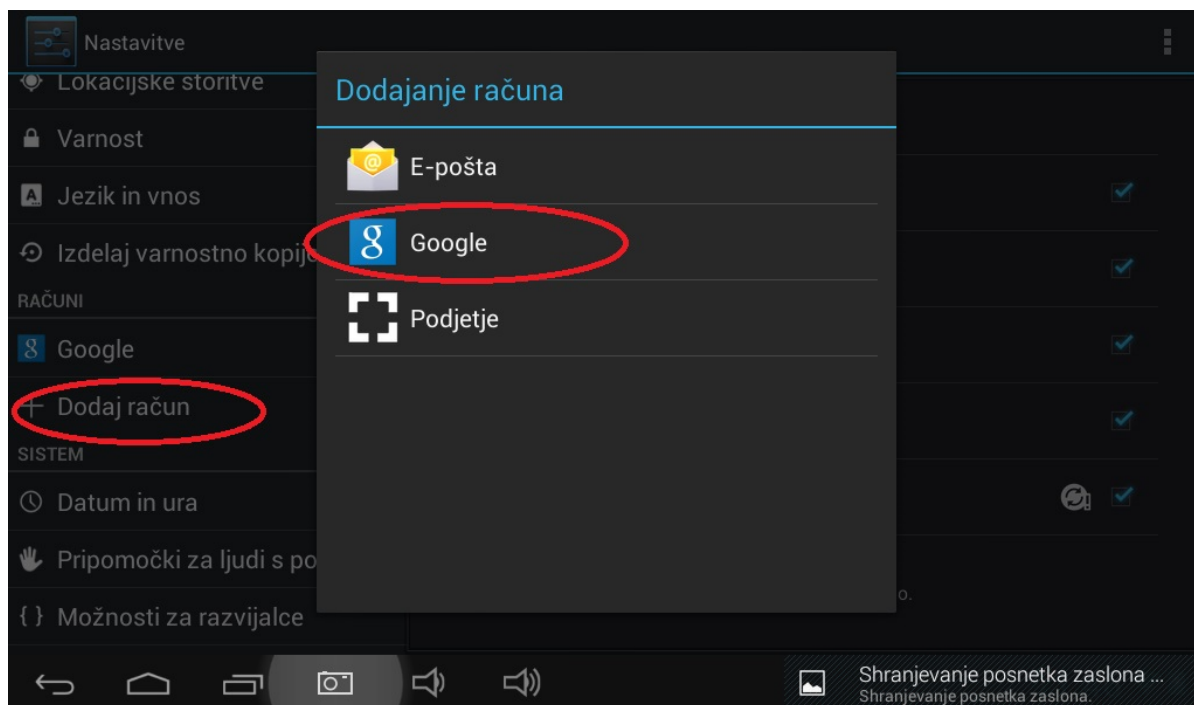 Nastavitve
Lokacijske storitve
Varnost
Jezik in vnos
Izdelaj varnostno kopijo
RAČUNI
Google
Dodaj račun
SISTEM
Datum in ura
Pripomočki za ljudi s po
{ } Možnosti za razvijalce
Dodajanje računa
E-pošta
Google
Podjetje
o.
Shranjevanje posnetka zaslona ...
Shranjevanje posnetka zaslona.